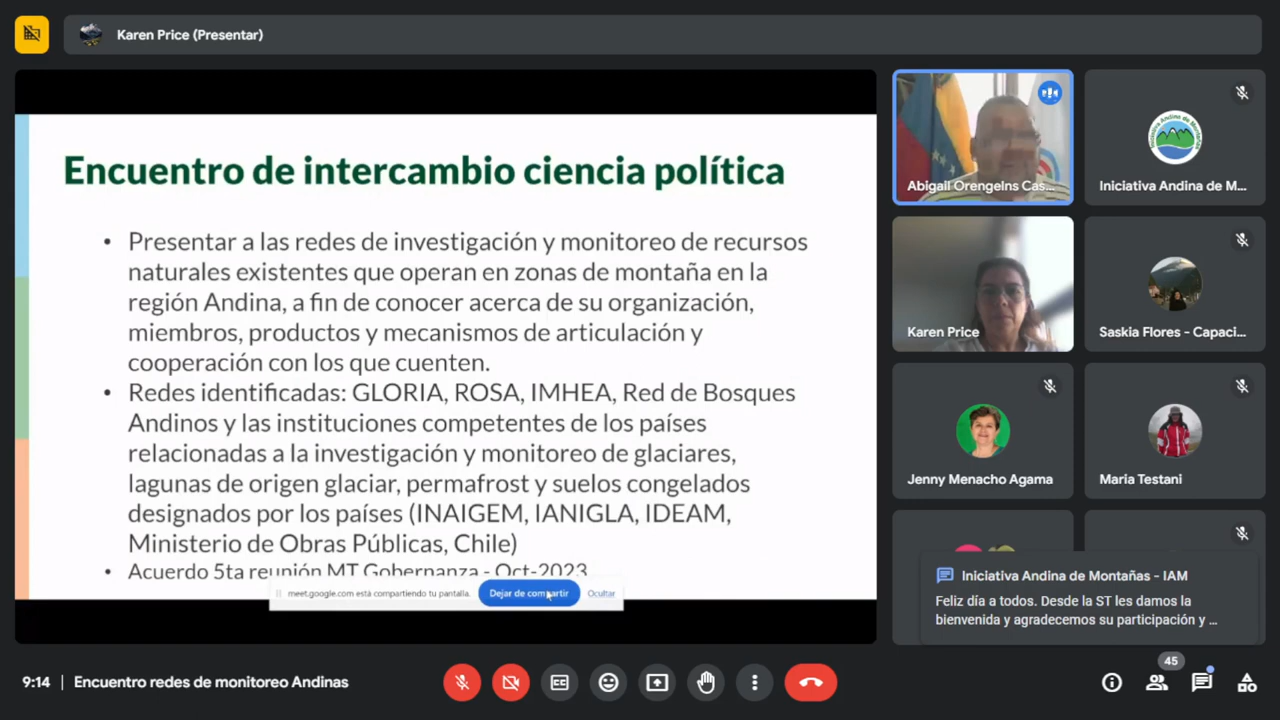 Karen Price (Presentar)
Encuentro de intercambio ciencia política
• Presentar a las redes de investigación y monitoreo de recursos
naturales existentes que operan en zonas de montaña en la
región Andina, a fin de conocer acerca de su organización,
miembros, productos y mecanismos de articulación y
cooperación con los que cuenten.
• Redes identificadas: GLORIA, ROSA, IMHEA, Red de Bosques
Andinos y las instituciones competentes de los países
relacionadas a la investigación y monitoreo de glaciares,
lagunas de origen glaciar, permafrost y suelos congelados
designados por los países (INAIGEM, IANIGLA, IDEAM,
Ministerio de Obras Públicas, Chile)
• Acuerdo 5ta reunión MT Gobernanza - Oct-2023
meet.google.com está compartiendo tu pantalla.
Dejar de compartir
Ocultar
Abigail Orengelns Cas...
Iniciativa Andina de Montañas
Iniciativa Andina de M...
Karen Price
Saskia Flores - Capaci...
Jenny Menacho Agama
Maria Testani
Iniciativa Andina de Montañas - IAM
Feliz día a todos. Desde la ST les damos la
bienvenida y agradecemos su participación y ...
9:14 | Encuentro redes de monitoreo Andinas
45